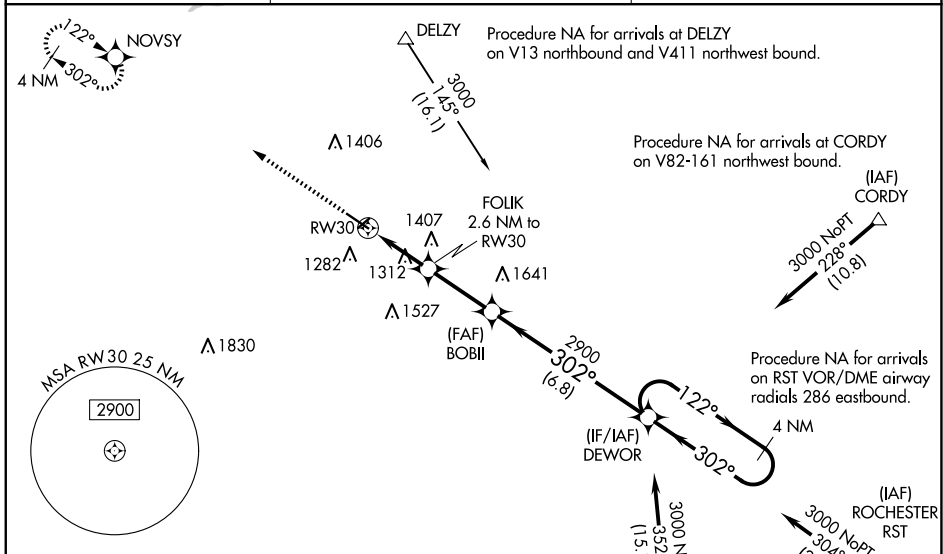 122°
NOVSY
4 NM
302°
DELZY
Procedure NA for arrivals at DELZY
on V13 northbound and V411 northwest bound.
3000
145°
(16.1)
1406
Procedure NA for arrivals at CORDY
on V82-161 northwest bound.
(IAF)
CORDY
3000 NoPT
228°
(10.8)
FOLIK
2.6 NM to
RW30
RW30
1407
1282
1312
1641
1527
(FAF)
BOBII
2900
302°
(6.8)
1830
MSA RW30 25 NM
2900
Procedure NA for arrivals
on RST VOR/DME airway
radials 286 eastbound.
122°
4 NM
302°
(IF/IAF)
DEWOR
(IAF)
ROCHESTER
RST
3000 NoPT
304°
3000 N
352
(15.